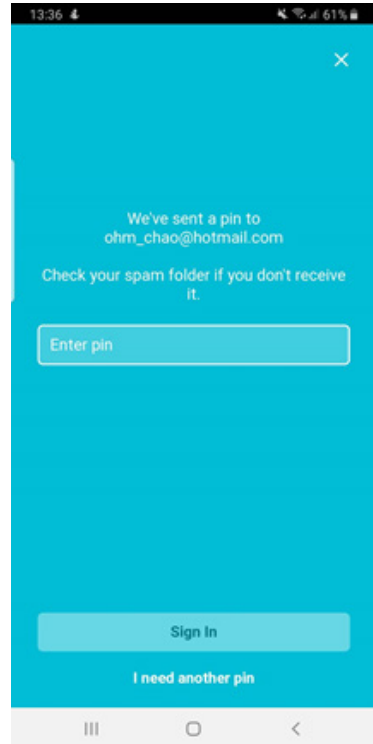 13:36 61%
We've sent a pin to
ohm_chao@hotmail.com
Check your spam folder if you don't receive
it.
Enter pin
Sign In
I need another pin